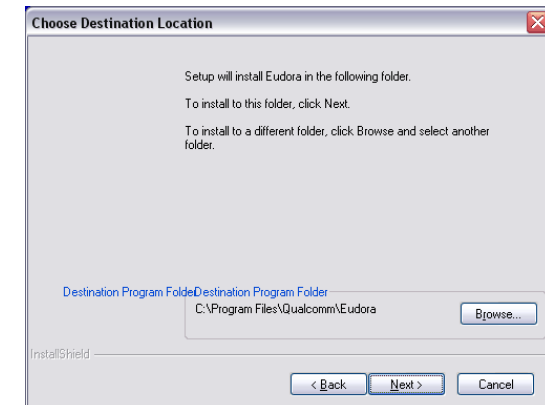 Choose Destination Location
Setup will install Eudora in the following folder.
To install to this folder, click Next.
To install to a different folder, click Browse and select another
folder.
Destination Program Folder
Destination Program Folder
C:\Program Files\Qualcomm\Eudora
Browse...
InstallShield
< Back
Next >
Cancel